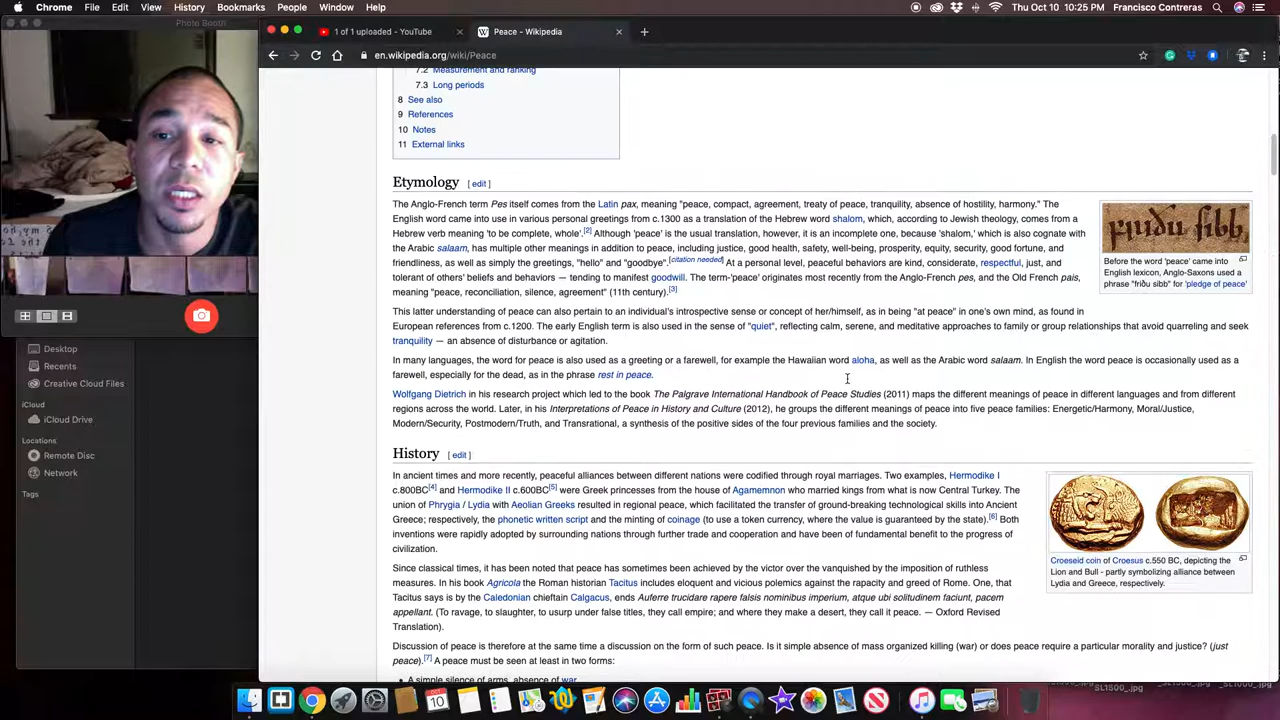 Chrome File Edit View History Bookmarks People Window Help
Thu Oct 10 10:25 PM Francisco Contreras
Photo Booth
1 of 1 uploaded - YouTube
Peace - Wikipedia
en.wikipedia.org/wiki/Peace
7.2 Measurement and ranking
7.3 Long periods
8 See also
9 References
10 Notes
11 External links
Etymology [ edit ]
The Anglo-French term Pes itself comes from the Latin pax, meaning "peace, compact, agreement, treaty of peace, tranquility, absence of hostility, harmony." The
English word came into use in various personal greetings from c.1300 as a translation of the Hebrew word shalom, which, according to Jewish theology, comes from a
Hebrew verb meaning 'to be complete, whole'.[2] Although 'peace' is the usual translation, however, it is an incomplete one, because 'shalom,' which is also cognate with
the Arabic salaam, has multiple other meanings in addition to peace, including justice, good health, safety, well-being, prosperity, equity, security, good fortune, and
friendliness, as well as simply the greetings, "hello" and "goodbye".[citation needed] At a personal level, peaceful behaviors are kind, considerate, respectful, just, and
tolerant of others' beliefs and behaviors — tending to manifest goodwill. The term-'peace' originates most recently from the Anglo-French pes, and the Old French pais,
meaning "peace, reconciliation, silence, agreement" (11th century).[3]
friðu sibb
Before the word 'peace' came into
English lexicon, Anglo-Saxons used a
phrase "friðu sibb" for 'pledge of peace'
This latter understanding of peace can also pertain to an individual's introspective sense or concept of her/himself, as in being "at peace" in one's own mind, as found in
European references from c.1200. The early English term is also used in the sense of "quiet", reflecting calm, serene, and meditative approaches to family or group relationships that avoid quarreling and seek
tranquility — an absence of disturbance or agitation.
In many languages, the word for peace is also used as a greeting or a farewell, for example the Hawaiian word aloha, as well as the Arabic word salaam. In English the word peace is occasionally used as a
farewell, especially for the dead, as in the phrase rest in peace.
Wolfgang Dietrich in his research project which led to the book The Palgrave International Handbook of Peace Studies (2011) maps the different meanings of peace in different languages and from different
regions across the world. Later, in his Interpretations of Peace in History and Culture (2012), he groups the different meanings of peace into five peace families: Energetic/Harmony, Moral/Justice,
Modern/Security, Postmodern/Truth, and Transrational, a synthesis of the positive sides of the four previous families and the society.
History [ edit ]
In ancient times and more recently, peaceful alliances between different nations were codified through royal marriages. Two examples, Hermodike I
c.800BC[4] and Hermodike II c.600BC[5] were Greek princesses from the house of Agamemnon who married kings from what is now Central Turkey. The
union of Phrygia / Lydia with Aeolian Greeks resulted in regional peace, which facilitated the transfer of ground-breaking technological skills into Ancient
Greece; respectively, the phonetic written script and the minting of coinage (to use a token currency, where the value is guaranteed by the state).[6] Both
inventions were rapidly adopted by surrounding nations through further trade and cooperation and have been of fundamental benefit to the progress of
civilization.
Croeseid coin of Croesus c.550 BC, depicting the
Lion and Bull - partly symbolizing alliance between
Lydia and Greece, respectively.
Since classical times, it has been noted that peace has sometimes been achieved by the victor over the vanquished by the imposition of ruthless
measures. In his book Agricola the Roman historian Tacitus includes eloquent and vicious polemics against the rapacity and greed of Rome. One, that
Tacitus says is by the Caledonian chieftain Calgacus, ends Auferre trucidare rapere falsis nominibus imperium, atque ubi solitudinem faciunt, pacem
appellant. (To ravage, to slaughter, to usurp under false titles, they call empire; and where they make a desert, they call it peace. — Oxford Revised
Translation).
Discussion of peace is therefore at the same time a discussion on the form of such peace. Is it simple absence of mass organized killing (war) or does peace require a particular morality and justice? (just
peace).[7] A peace must be seen at least in two forms:
• A simple silence of arms, absence of war.
Desktop
Recents
Creative Cloud Files
iCloud
iCloud Drive
Locations
Remote Disc
Network
Tags
10